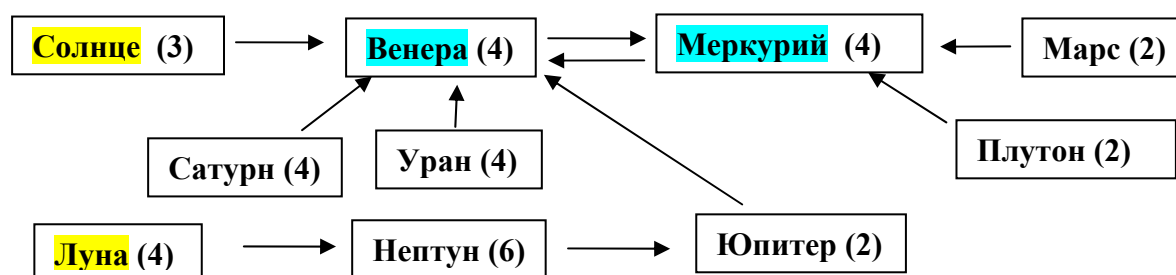 Солнце (3)
Венера (4)
Меркурий (4)
Марс (2)
Сатурн (4)
Уран (4)
Плутон (2)
Луна (4)
Нептун (6)
Юпитер (2)